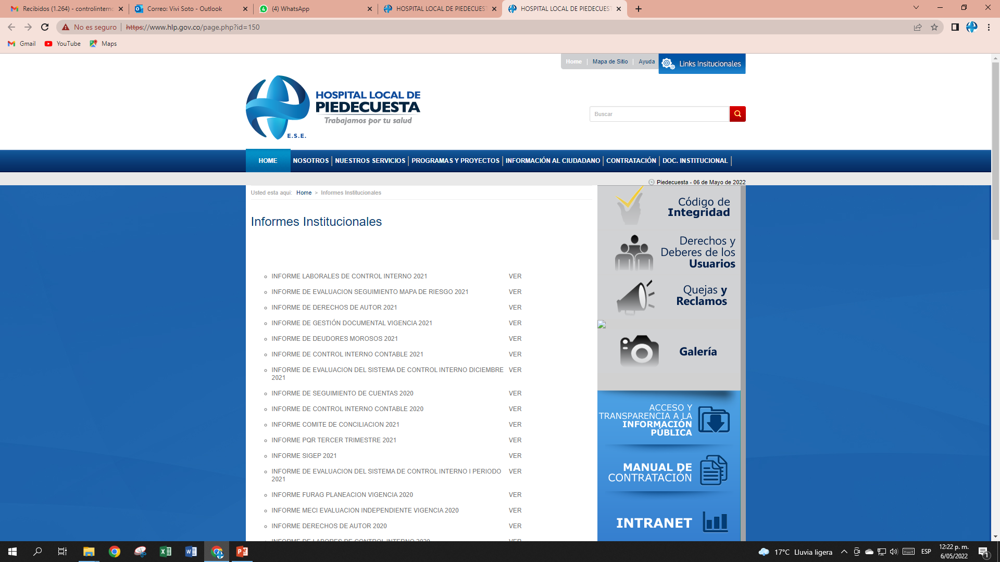 Recibidos (1.264) - controlintern
Correo: Vivi Soto - Outlook
(4) WhatsApp
HOSPITAL LOCAL DE PIEDECUEST
HOSPITAL LOCAL DE PIEDECUEST
No es seguro
https://www.hlp.gov.co/page.php?id=150
Gmail
YouTube
Maps
Home
Mapa de Sitio
Ayuda
Links Insitucionales
HOSPITAL LOCAL DE
PIEDECUESTA
Trabajamos por tu salud
E.S.E.
Buscar
HOME
NOSOTROS
NUESTROS SERVICIOS
PROGRAMAS Y PROYECTOS
INFORMACIÓN AL CIUDADANO
CONTRATACIÓN
DOC. INSTITUCIONAL
Piedecuesta - 06 de Mayo de 2022
Usted esta aqui: Home > Informes Institucionales
Informes Institucionales
INFORME LABORALES DE CONTROL INTERNO 2021 VER
INFORME DE EVALUACION SEGUIMIENTO MAPA DE RIESGO 2021 VER
INFORME DE DERECHOS DE AUTOR 2021 VER
INFORME DE GESTIÓN DOCUMENTAL VIGENCIA 2021 VER
INFORME DE DEUDORES MOROSOS 2021 VER
INFORME DE CONTROL INTERNO CONTABLE 2021 VER
INFORME DE EVALUACION DEL SISTEMA DE CONTROL INTERNO DICIEMBRE VER
2021
INFORME DE SEGUIMIENTO DE CUENTAS 2020 VER
INFORME DE CONTROL INTERNO CONTABLE 2020 VER
INFORME COMITE DE CONCILIACION 2021 VER
INFORME PQR TERCER TRIMESTRE 2021 VER
INFORME SIGEP 2021 VER
INFORME DE EVALUACION DEL SISTEMA DE CONTROL INTERNO I PERIODO VER
2021
INFORME FURAG PLANEACION VIGENCIA 2020 VER
INFORME MECI EVALUACION INDEPENDIENTE VIGENCIA 2020 VER
INFORME DERECHOS DE AUTOR 2020 VER
INFORME DE LABORES DE CONTROL INTERNO 2020 VER
Código de
Integridad
Derechos y
Deberes de los
Usuarios
Quejas y
Reclamos
Galería
ACCESO Y
TRANSPARENCIA A LA
INFORMACIÓN
PÚBLICA
MANUAL DE
CONTRATACIÓN
INTRANET
17°C Lluvia ligera
ESP
12:22 p. m.
6/05/2022
1